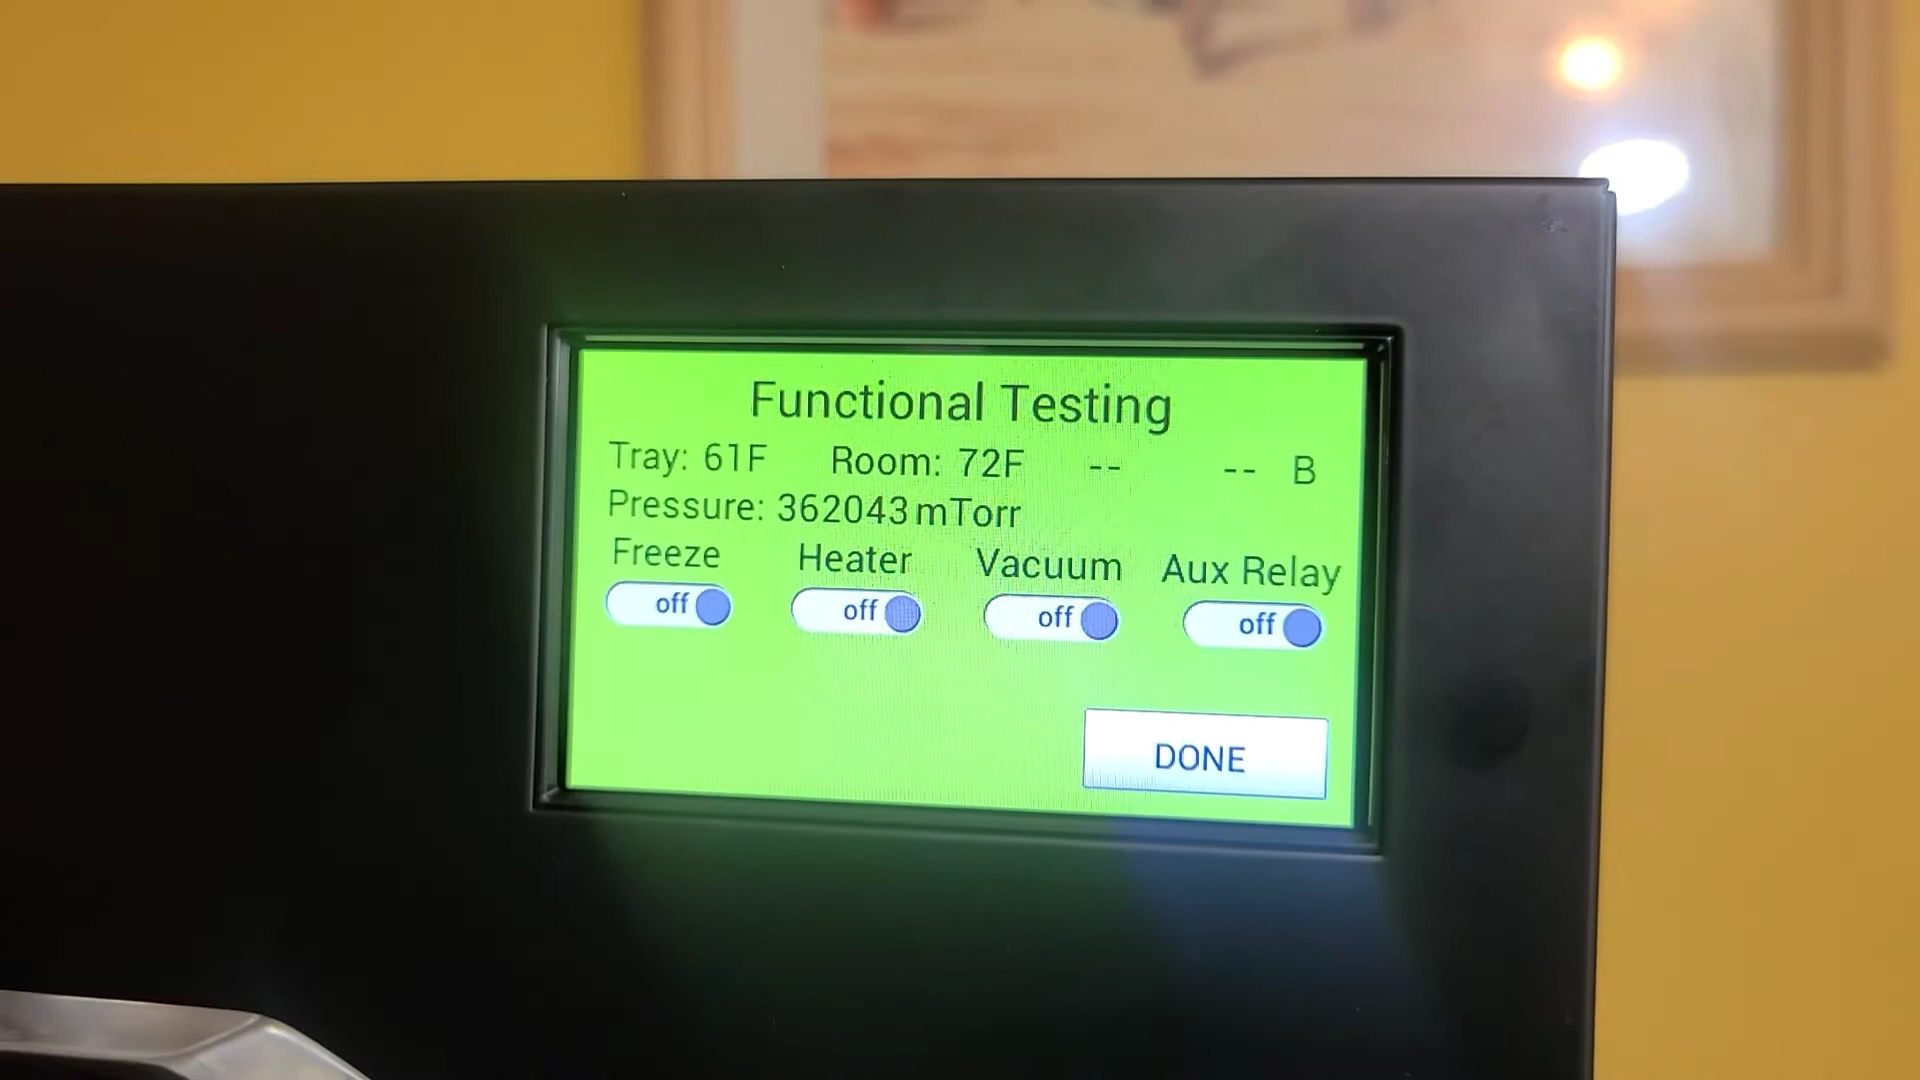 Functional Testing
Tray: 61F Room: 72F -- -- B
Pressure: 362043 mTorr
Freeze Heater Vacuum Aux Relay
off off off off
DONE